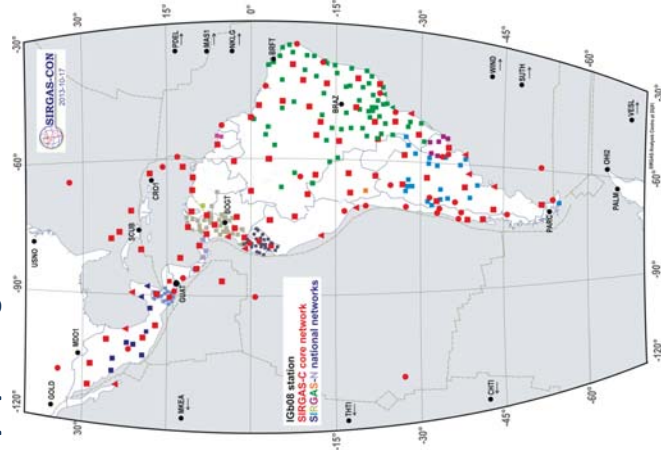 SIRGAS-CON
2013-10-17
-120°
-90°
-60°
-30°
30°
15°
0°
-15°
-30°
-45°
-60°
GOLD
MDO1
USNO
MKEA
GUAT
SCUB
CRO1
PDEL
MAS1
NKLG
BOGT
BRFT
BRAZ
THTI
CHTI
WIND
SUTH
PARC
OHI2
PALM
VESL
IGb08 station
SIRGAS-C core network
SIRGAS-N national networks
15°
0°
-15°
-30°
-45°
-60°
-120°
-90°
-60°
-30°